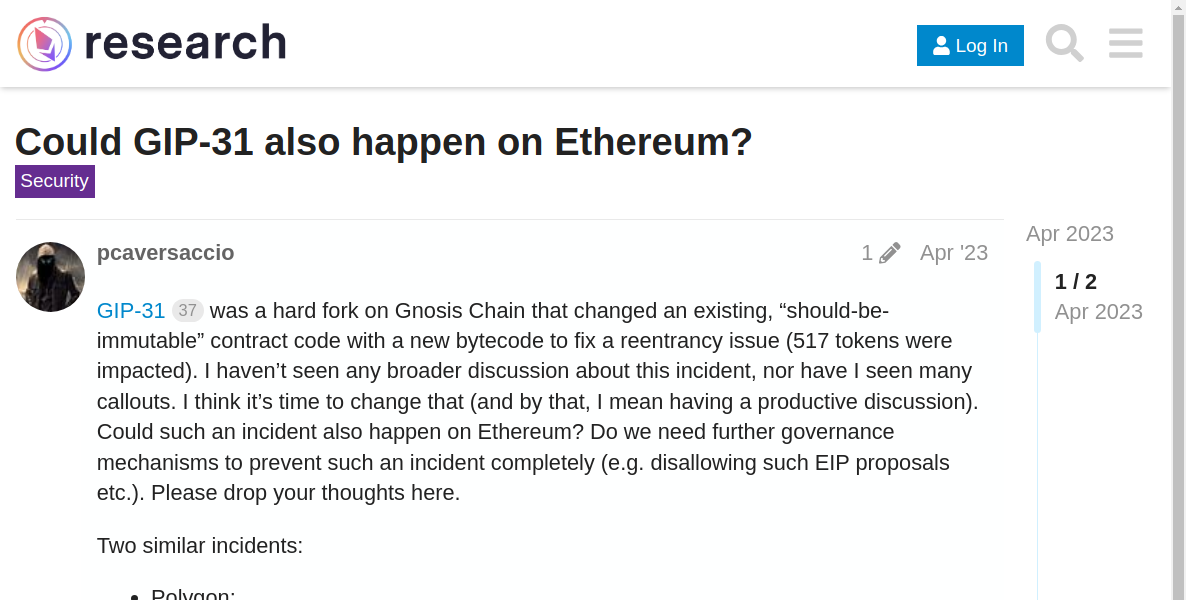 research
Log In
Could GIP-31 also happen on Ethereum?
Security
Apr 2023
pcaversaccio
1
Apr '23
1 / 2
Apr 2023
GIP-31 37 was a hard fork on Gnosis Chain that changed an existing, “should-be-
immutable” contract code with a new bytecode to fix a reentrancy issue (517 tokens were
impacted). I haven’t seen any broader discussion about this incident, nor have I seen many
callouts. I think it’s time to change that (and by that, I mean having a productive discussion).
Could such an incident also happen on Ethereum? Do we need further governance
mechanisms to prevent such an incident completely (e.g. disallowing such EIP proposals
etc.). Please drop your thoughts here.
Two similar incidents:
• Polygon: